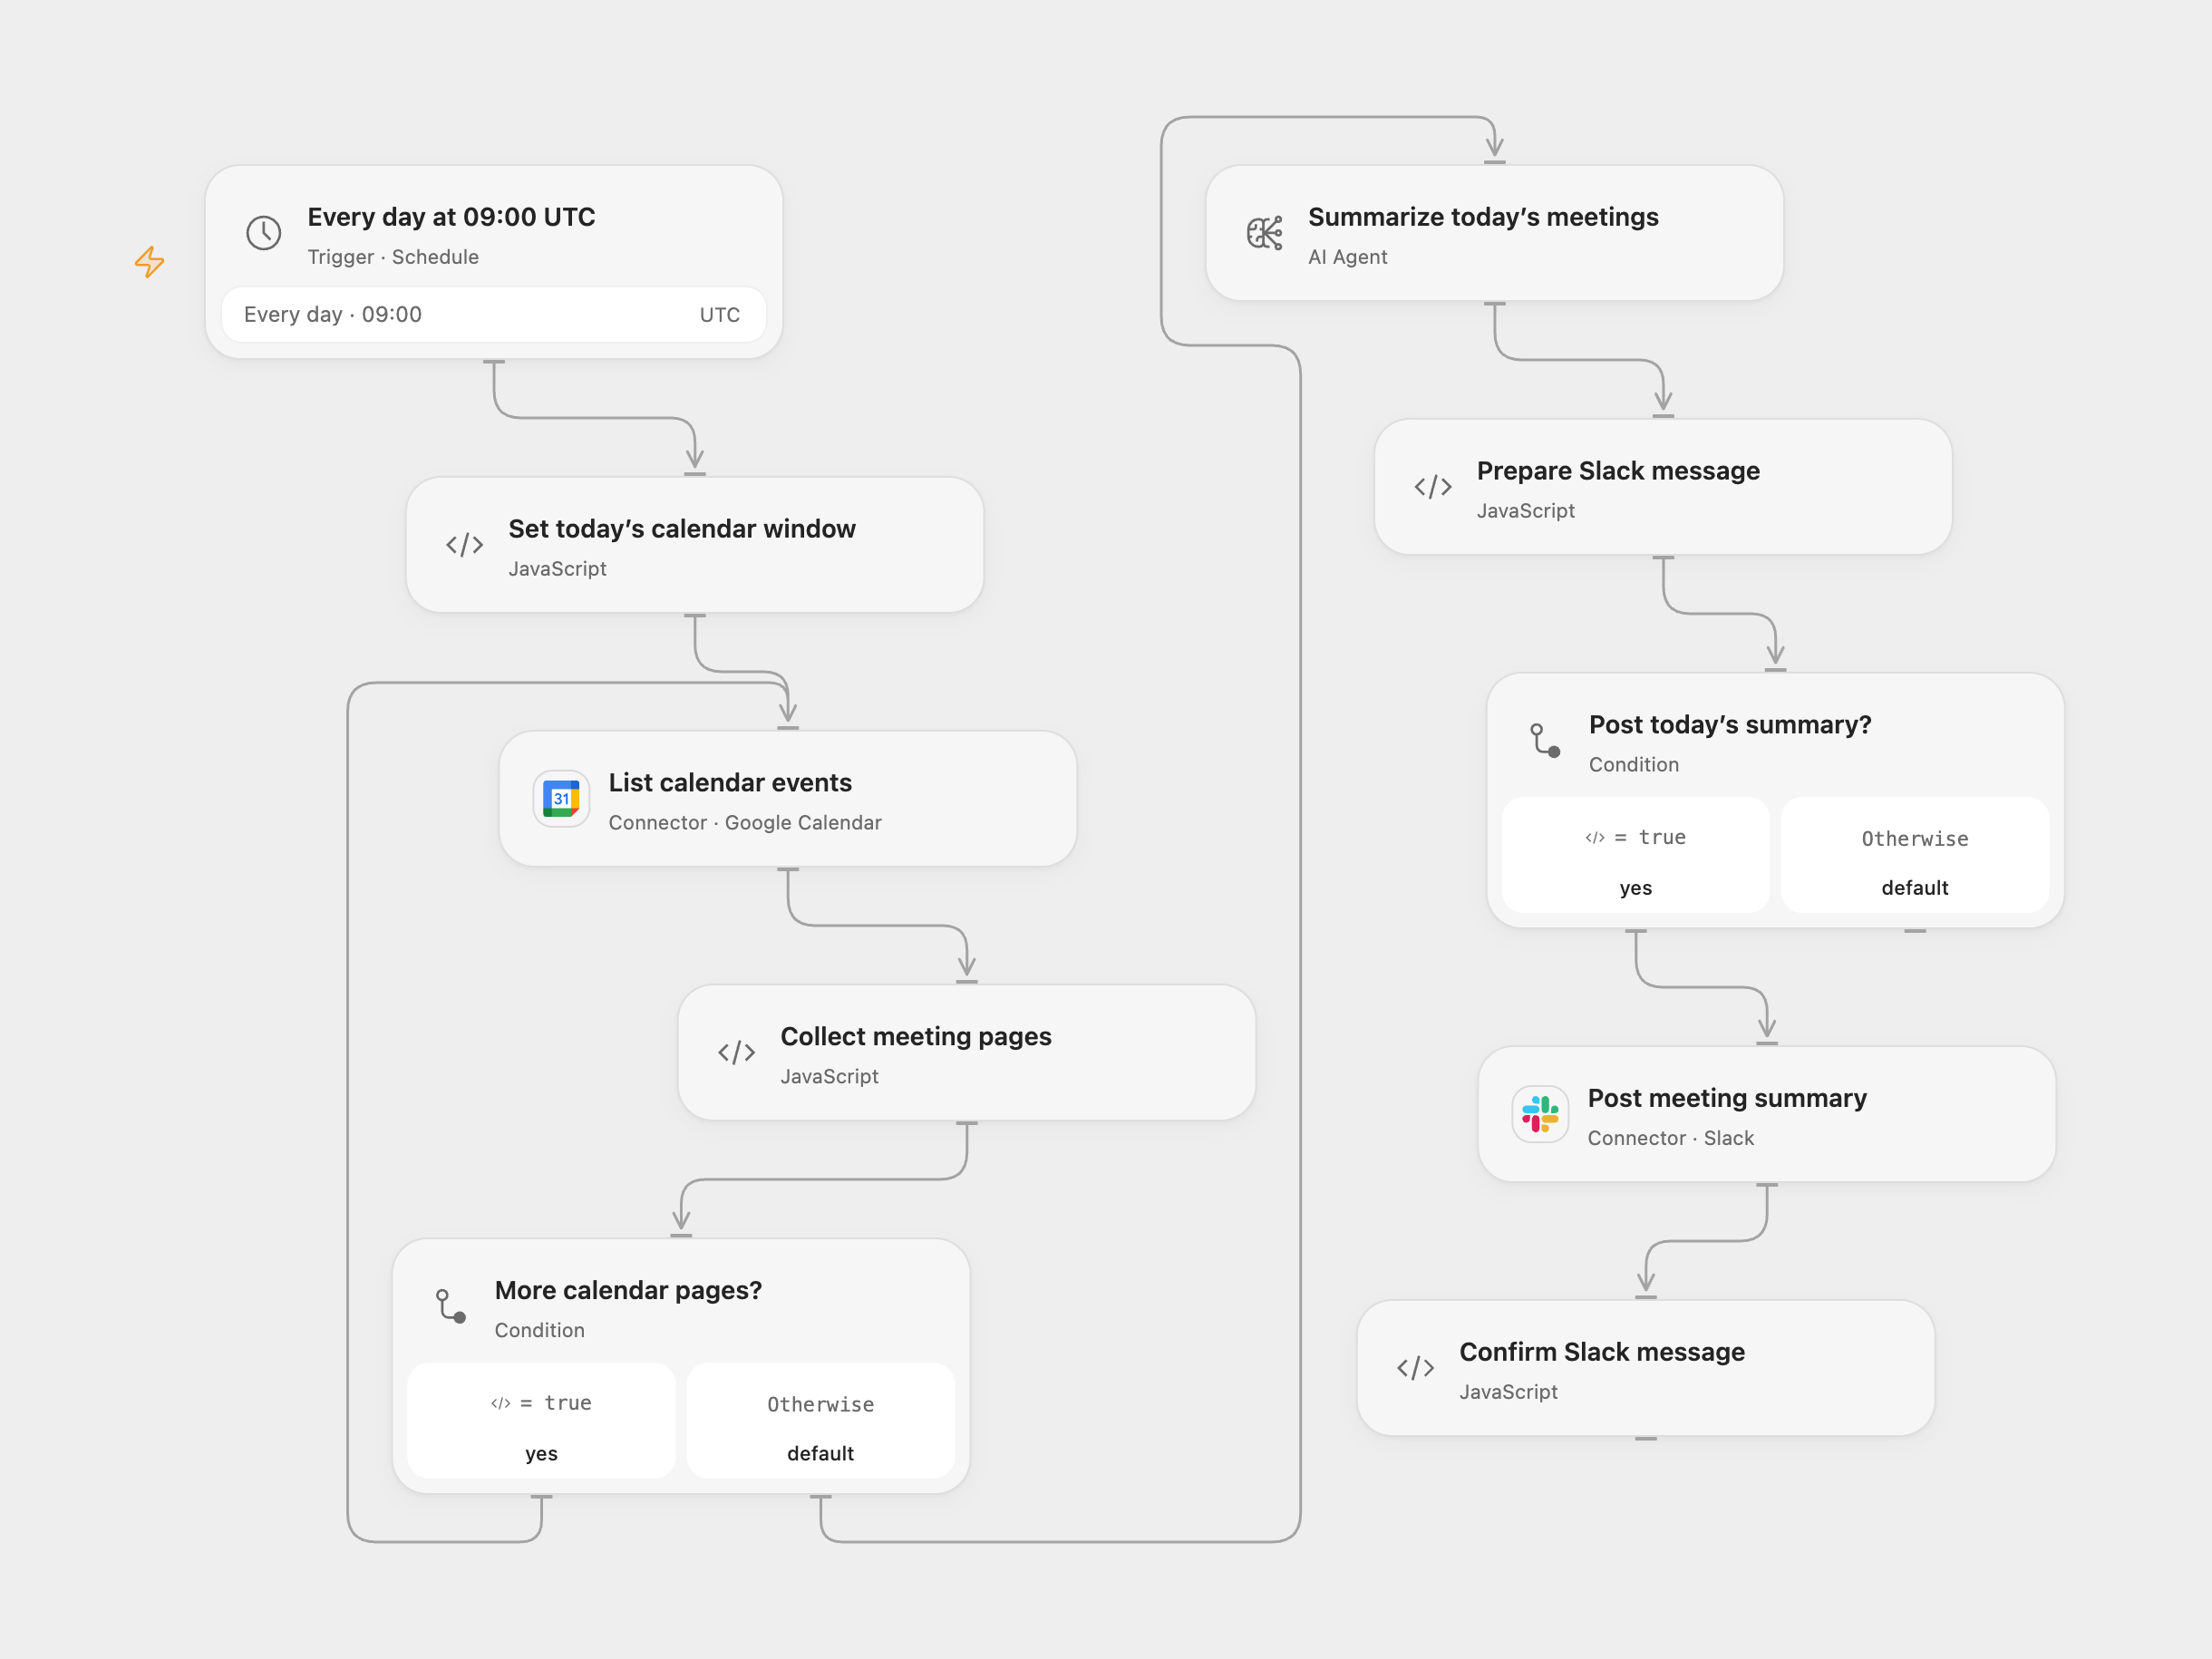 Every day at 09:00 UTC
Trigger · Schedule
Every day · 09:00
UTC
Set today’s calendar window
JavaScript
List calendar events
31
Connector · Google Calendar
Collect meeting pages
JavaScript
More calendar pages?
Condition
</> = true
yes
Otherwise
default
Summarize today’s meetings
AI Agent
Prepare Slack message
JavaScript
Post today’s summary?
Condition
</> = true
yes
Otherwise
default
Post meeting summary
Connector · Slack
Confirm Slack message
JavaScript